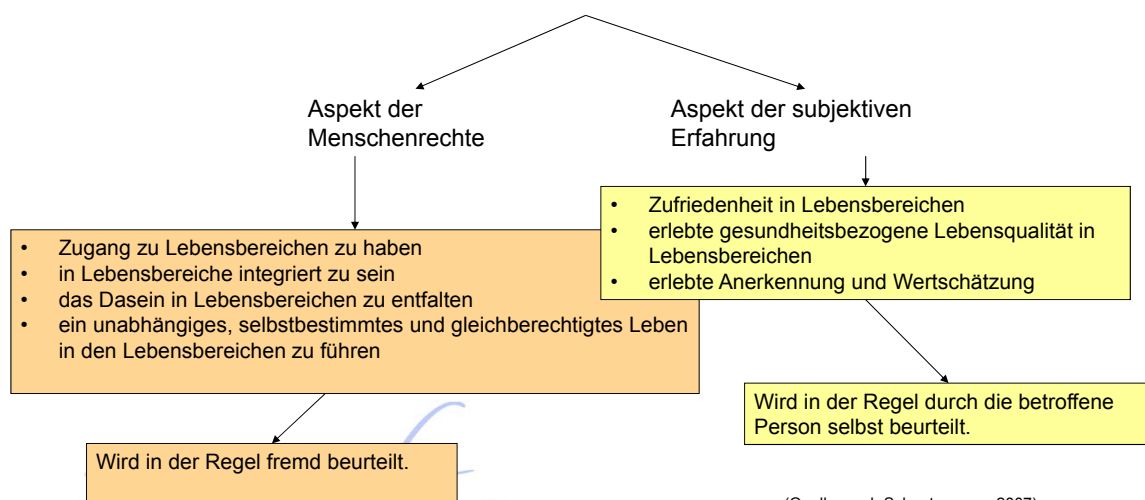 Aspekt der
Menschenrechte
Aspekt der subjektiven
Erfahrung
• Zugang zu Lebensbereichen zu haben
• in Lebensbereiche integriert zu sein
• das Dasein in Lebensbereichen zu entfalten
• ein unabhängiges, selbstbestimmtes und gleichberechtigtes Leben
in den Lebensbereichen zu führen
• Zufriedenheit in Lebensbereichen
• erlebte gesundheitsbezogene Lebensqualität in
Lebensbereichen
• erlebte Anerkennung und Wertschätzung
Wird in der Regel fremd beurteilt.
Wird in der Regel durch die betroffene
Person selbst beurteilt.